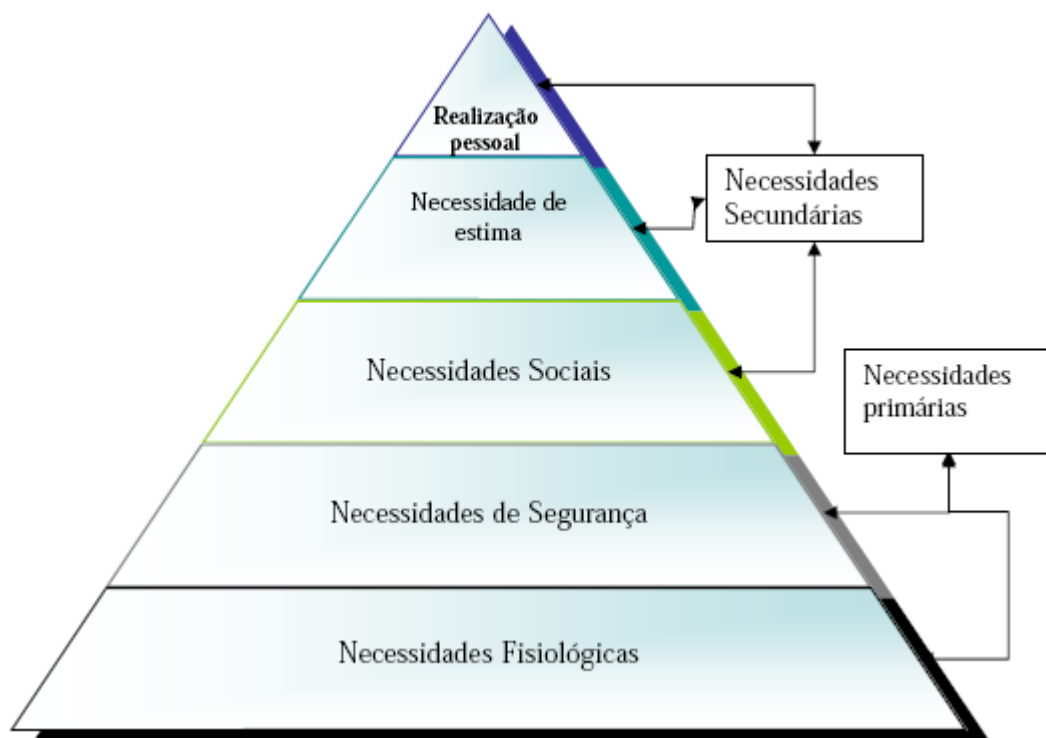 Realização
pessoal
Necessidade de
estima
Necessidades Sociais
Necessidades de Segurança
Necessidades Fisiológicas
Necessidades
Secundárias
Necessidades
primárias